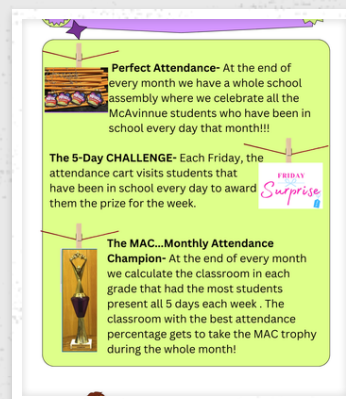 Perfect Attendance- At the end of
every month we have a whole school
assembly where we celebrate all the
McAvinnue students who have been in
school every day that month!!!
The 5-Day CHALLENGE- Each Friday, the
attendance cart visits students that
have been in school every day to award
them the prize for the week.
FRIDAY
Surprise
The MAC...Monthly Attendance
Champion- At the end of every month
we calculate the classroom in each
grade that had the most students
present all 5 days each week . The
classroom with the best attendance
percentage gets to take the MAC trophy
during the whole month!